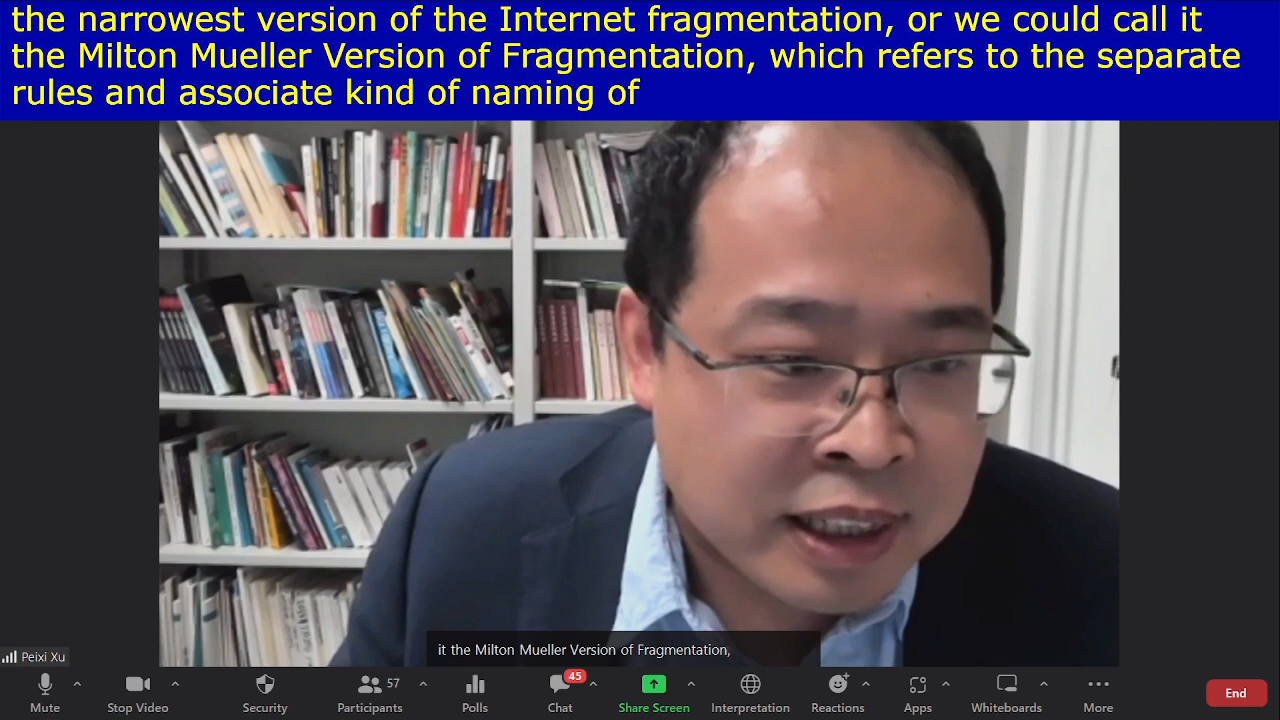 the narrowest version of the Internet fragmentation, or we could call it
the Milton Mueller Version of Fragmentation, which refers to the separate
rules and associate kind of naming of
it the Milton Mueller Version of Fragmentation,
Peixi Xu
57
45
Mute
Stop Video
Security
Participants
Polls
Chat
Share Screen
Interpretation
Reactions
Apps
Whiteboards
More
End